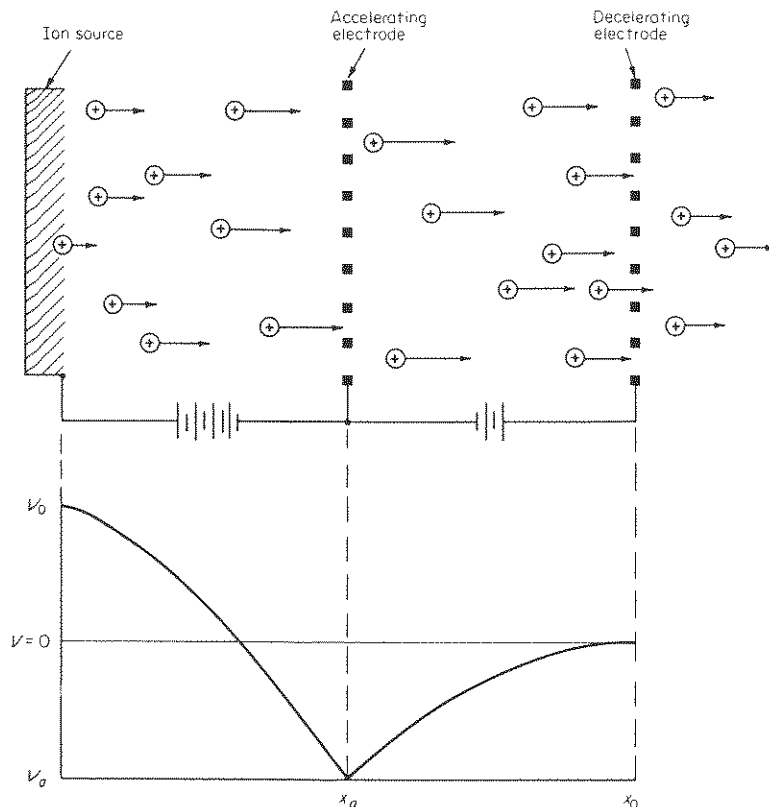 Ion source
Accelerating
electrode
Decelerating
electrode
V₀
V=0
Vₐ
xₐ
x₀